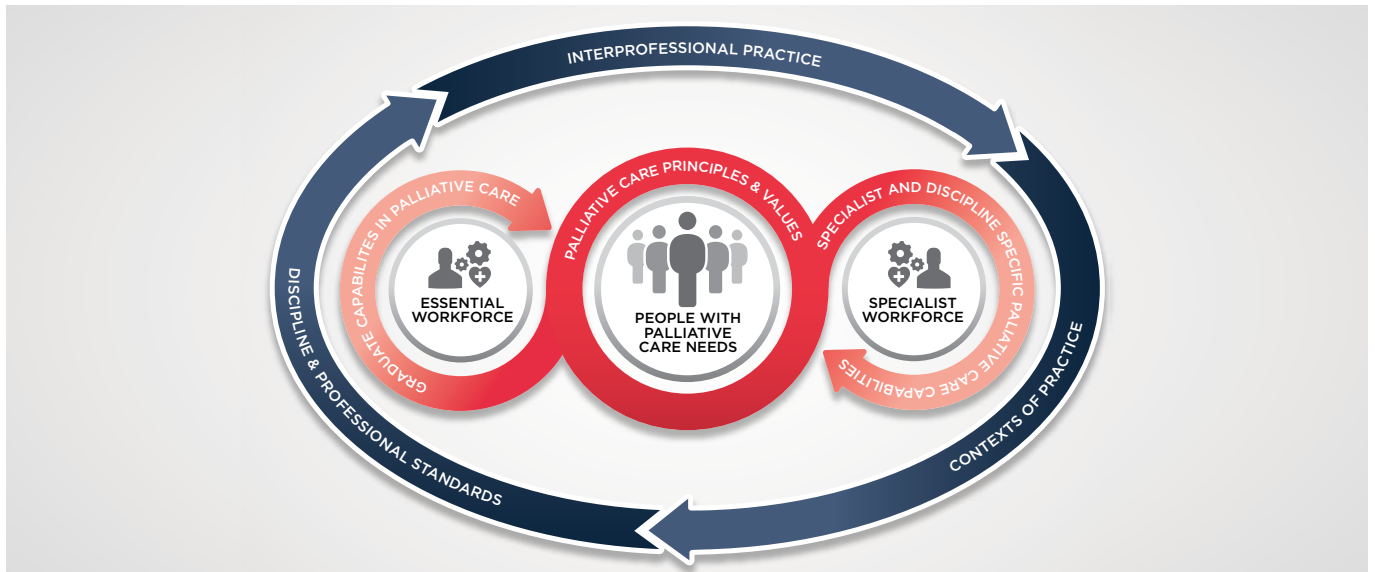 INTERPROFESSIONAL PRACTICE
DISCIPLINE & PROFESSIONAL STANDARDS
GRADUATE CAPABILITES IN PALLIATIVE CARE
ESSENTIAL
WORKFORCE
PALLIATIVE CARE PRINCIPLES & VALUES
PEOPLE WITH
PALLIATIVE
CARE NEEDS
SPECIALIST AND DISCIPLINE SPECIFIC PALIATIVE CARE CAPABILITIES
SPECIALIST
WORKFORCE
CONTEXTS OF PRACTICE